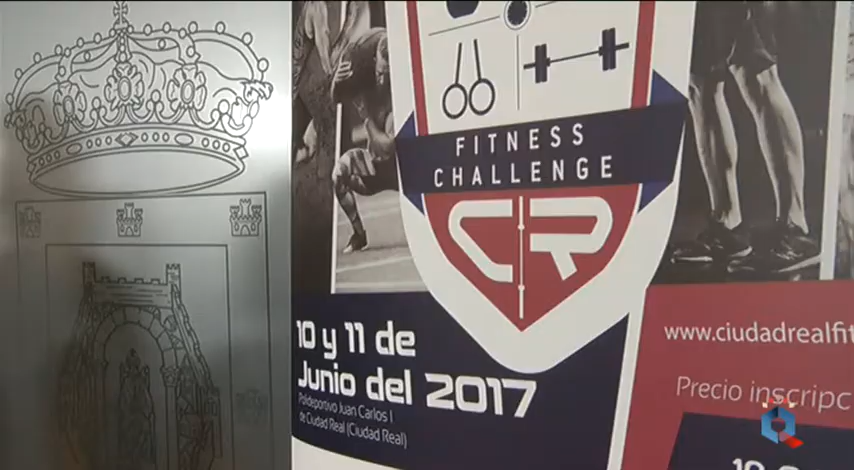 FITNESS
CHALLENGE
CR
10 y 11 de
Junio del 2017
Polideportivo Juan Carlos I
de Ciudad Real (Ciudad Real)
www.ciudadrealfit
Precio inscripc